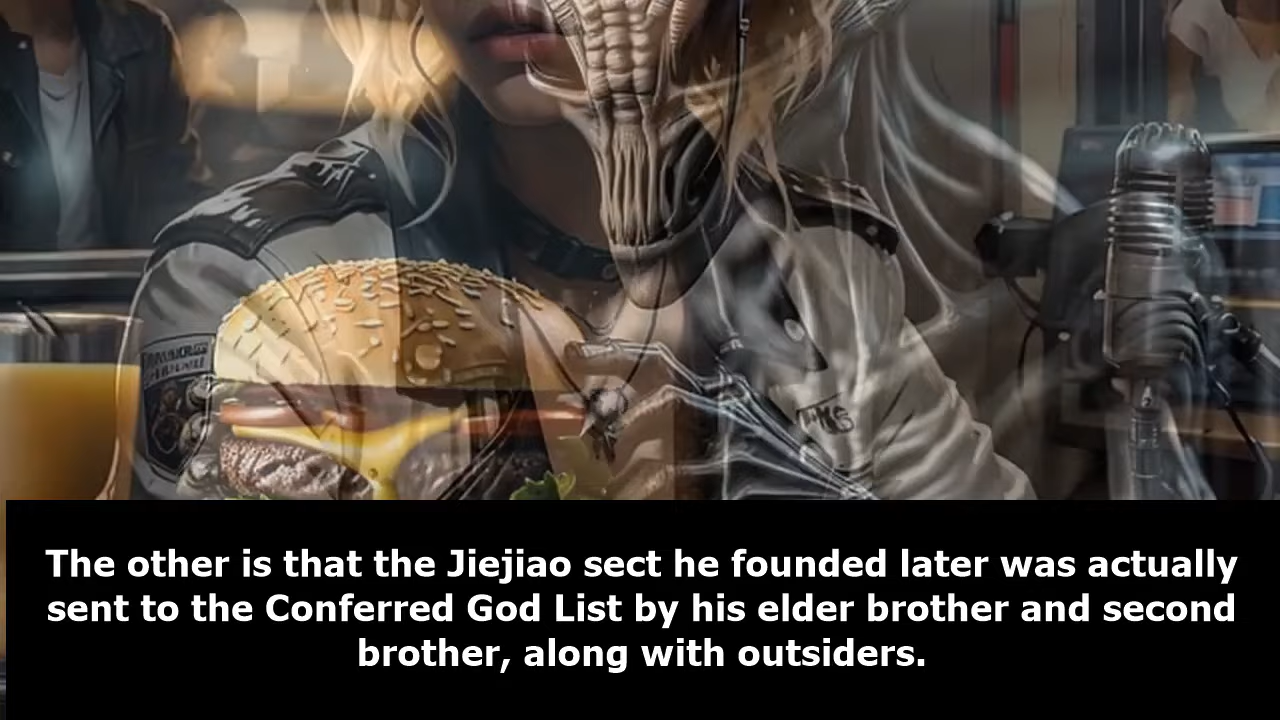 The other is that the Jiejiao sect he founded later was actually
sent to the Conferred God List by his elder brother and second
brother, along with outsiders.